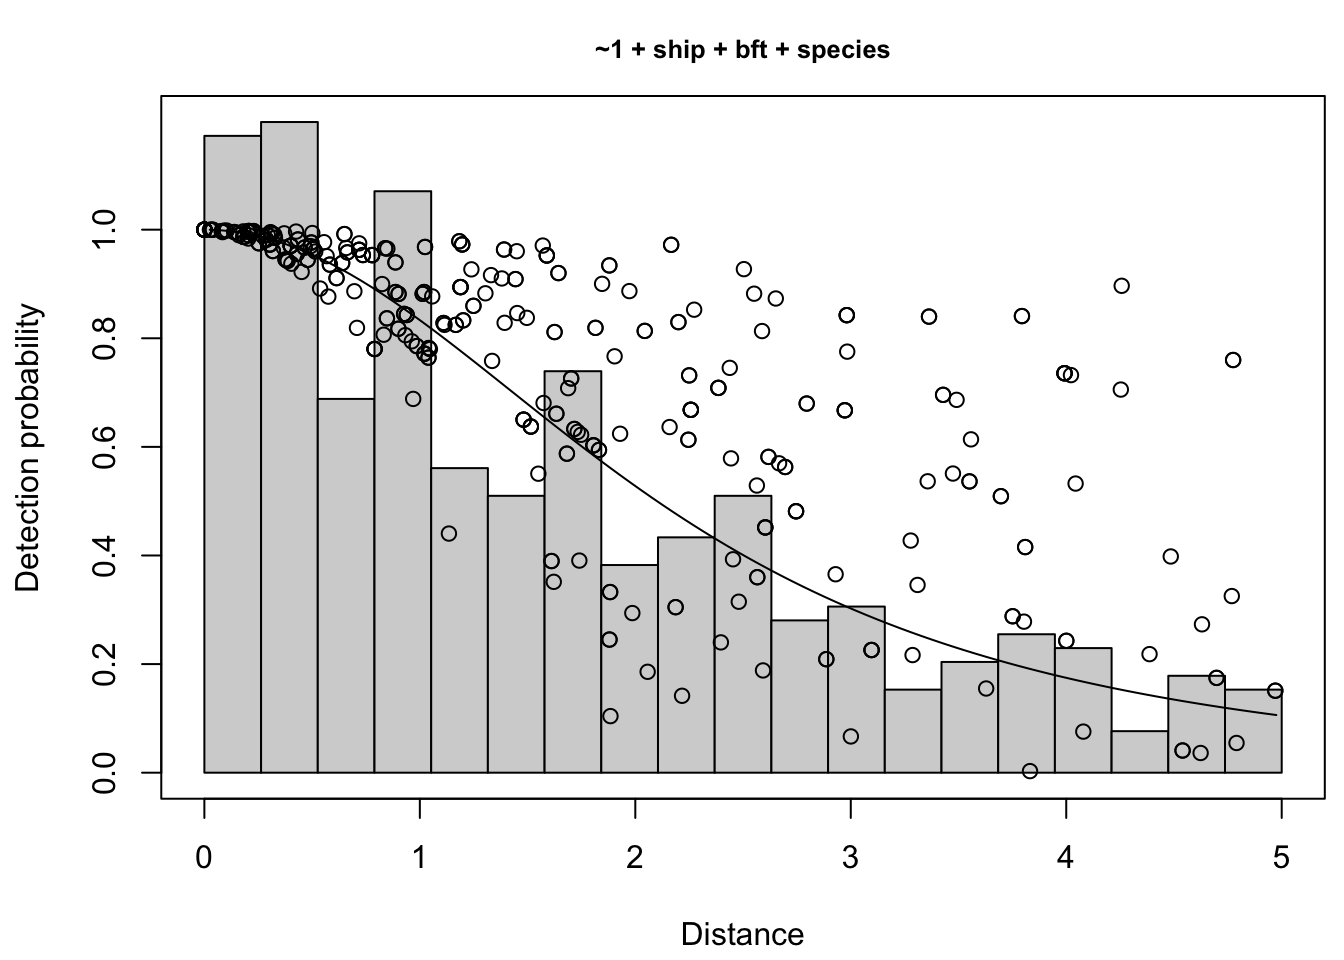 ~1 + ship + bft + species
Detection probability
1.0
0.8
0.6
0.4
0.2
0.0
0 1 2 3 4 5
Distance